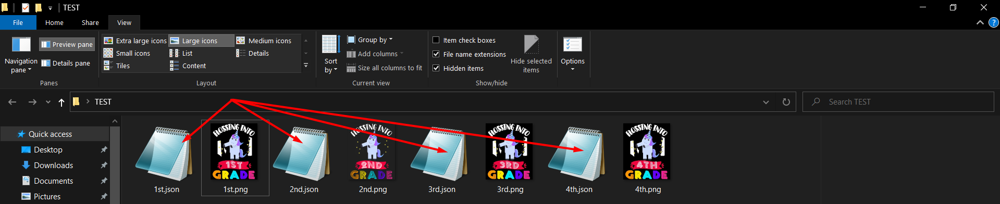 TEST
File Home Share View
Navigation pane
Preview pane
Details pane
Panes
Extra large icons Large icons Medium icons
Small icons List Details
Tiles Content
Layout
Sort by
Group by
Add columns
Size all columns to fit
Current view
Item check boxes
File name extensions
Hidden items
Hide selected items
Show/hide
Options
TEST
Search TEST
Quick access
Desktop
Downloads
Documents
Pictures
FLOSSING INTO
1ST
GRADE
FLOSSING INTO
2ND
GRADE
FLOSSING INTO
3RD
GRADE
FLOSSING INTO
4TH
GRADE
1st.json 1st.png 2nd.json 2nd.png 3rd.json 3rd.png 4th.json 4th.png